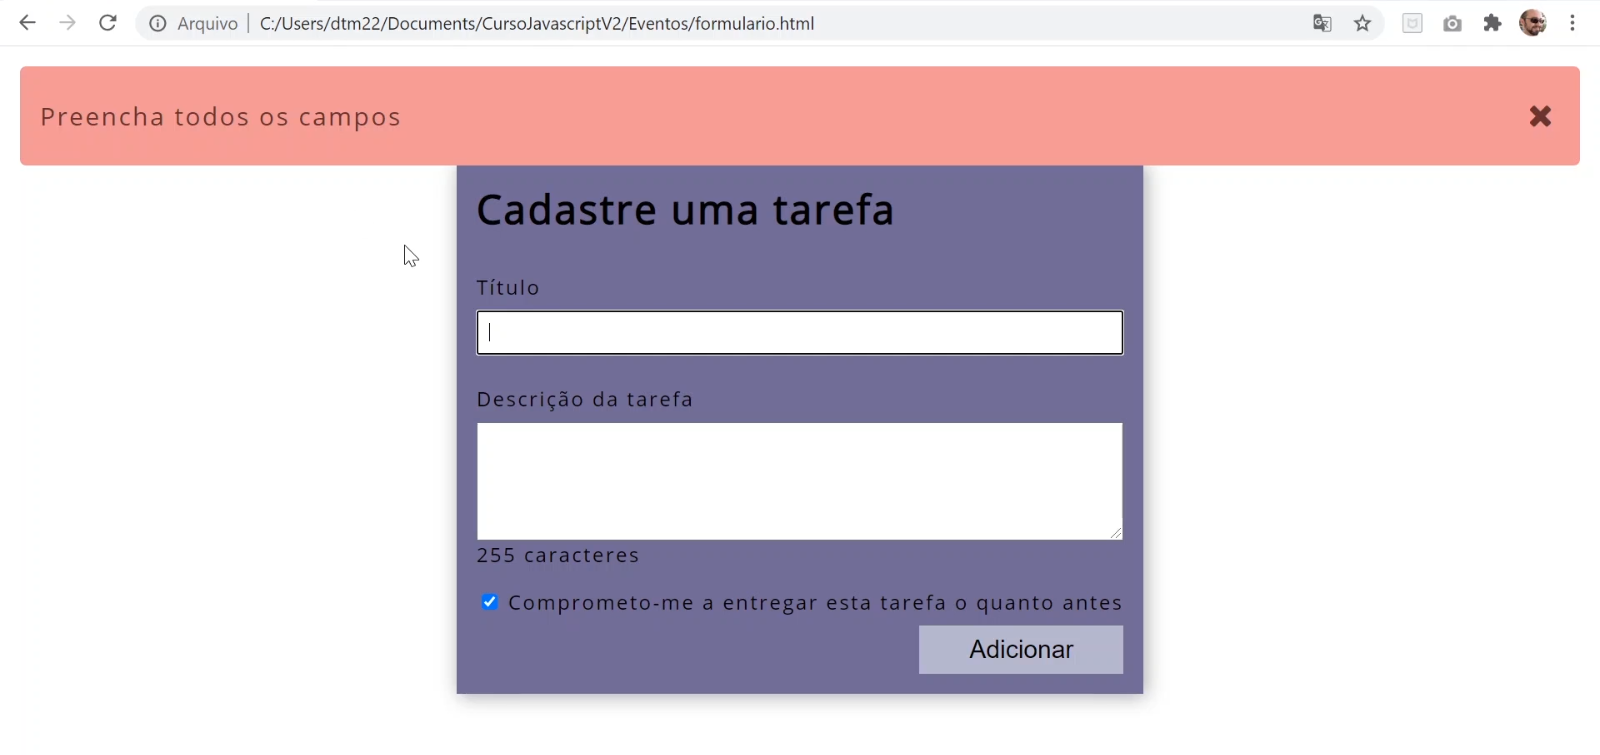 Arquivo | C:/Users/dtm22/Documents/CursoJavascriptV2/Eventos/formulario.html
Preencha todos os campos
Cadastre uma tarefa
Título
Descrição da tarefa
255 caracteres
Comprometo-me a entregar esta tarefa o quanto antes
Adicionar